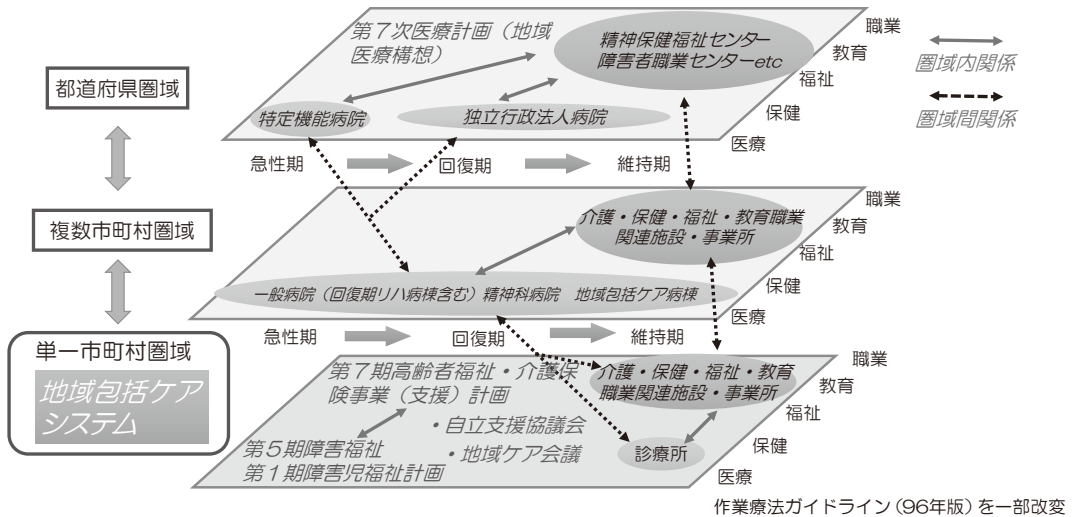 第7次医療計画（地域
医療構想）
精神保健福祉センター
障害者職業センターetc
特定機能病院
独立行政法人病院
職業
教育
福祉
保健
医療
圏域内関係
圏域間関係
都道府県圏域
急性期
回復期
維持期
複数市町村圏域
介護・保健・福祉・教育職業
関連施設・事業所
一般病院（回復期リハ病棟含む）精神科病院　地域包括ケア病棟
職業
教育
福祉
保健
医療
急性期
回復期
維持期
単一市町村圏域
地域包括ケア
システム
第7期高齢者福祉・介護保
険事業（支援）計画
・自立支援協議会
・地域ケア会議
第5期障害福祉
第1期障害児福祉計画
介護・保健・福祉・教育
職業関連施設・事業所
診療所
職業
教育
福祉
保健
医療
作業療法ガイドライン（96年版）を一部改変